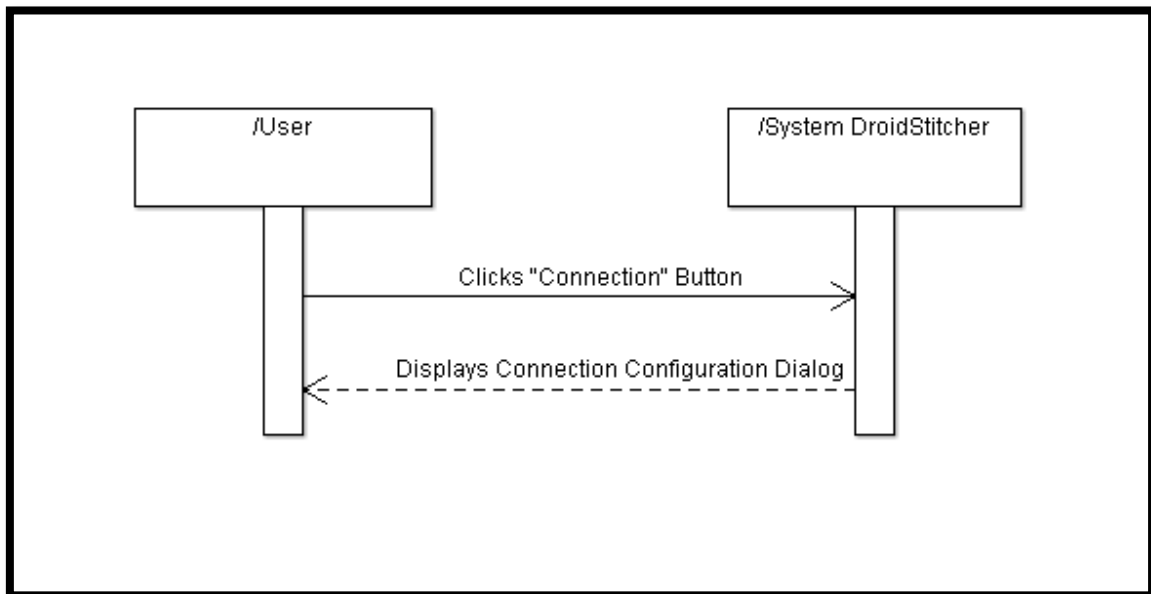 /User
/System DroidStitcher
Clicks "Connection" Button
Displays Connection Configuration Dialog